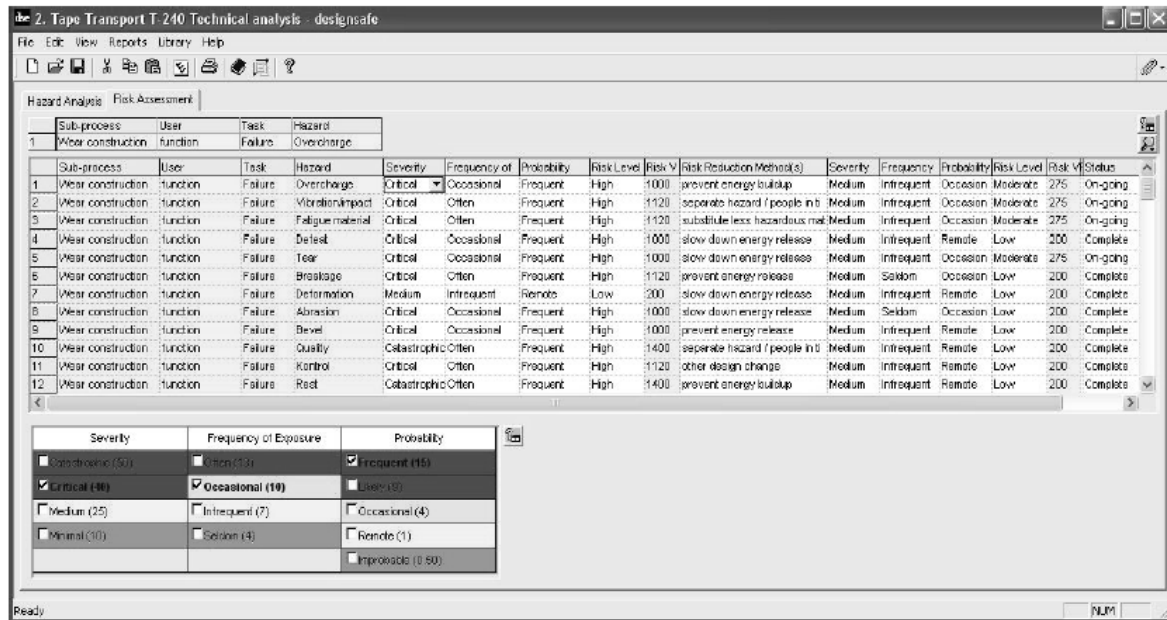 dse 2. Tape Transport T-240 Technical analysis - designsafe
File Edit View Reports Library Help
Hazard Analysis Risk Assessment
Sub-process User Task Hazard
1 Wear construction function Failure Overcharge
Sub-process User Task Hazard Severity Frequency of Probability Risk Level Risk V Risk Reduction Method(s) Severity Frequency Probability Risk Level Risk V Status
1 Wear construction function Failure Overcharge Critical Occasional Frequent High 1000 prevent energy buildup Medium Infrequent Occasion Moderate 275 On-going
2 Wear construction function Failure Vibration/impact Critical Often Frequent High 1120 separate hazard / people in ti Medium Infrequent Occasion Moderate 275 On-going
3 Wear construction function Failure Fatigue material Critical Often Frequent High 1120 substitute less hazardous mat Medium Infrequent Occasion Moderate 275 On-going
4 Wear construction function Failure Critical Occasional Frequent High 1000 slow down energy release Medium Infrequent Remote Low 200 Complete
5 Wear construction function Failure Tear Critical Occasional Frequent High 1000 slow down energy release Medium Infrequent Occasion Moderate 275 On-going
6 Wear construction function Failure Breakage Critical Often Frequent High 1120 prevent energy release Medium Seldom Occasion Low 200 Complete
7 Wear construction function Failure Deformation Medium Infrequent Remote Low 200 slow down energy release Medium Infrequent Remote Low 200 Complete
8 Wear construction function Failure Abrasion Critical Occasional Frequent High 1000 slow down energy release Medium Seldom Occasion Low 200 Complete
9 Wear construction function Failure Bevel Critical Occasional Frequent High 1000 prevent energy release Medium Infrequent Remote Low 200 Complete
10 Wear construction function Failure Quality Catastrophic Often Frequent High 1400 separate hazard / people in ti Medium Infrequent Remote Low 200 Complete
11 Wear construction function Failure Kontrol Critical Often Frequent High 1120 other design change Medium Infrequent Remote Low 200 Complete
12 Wear construction function Failure Rest Catastrophic Often Frequent High 1400 prevent energy buildup Medium Infrequent Remote Low 200 Complete
Severity Frequency of Exposure Probability
Catastrophic (50) Often (13) Frequent (15)
Critical (40) Occasional (10) Likely (9)
Medium (25) Infrequent (7) Occasional (4)
Minimal (10) Seldom (4) Remote (1)
Improbable (0.50)
Ready NUM